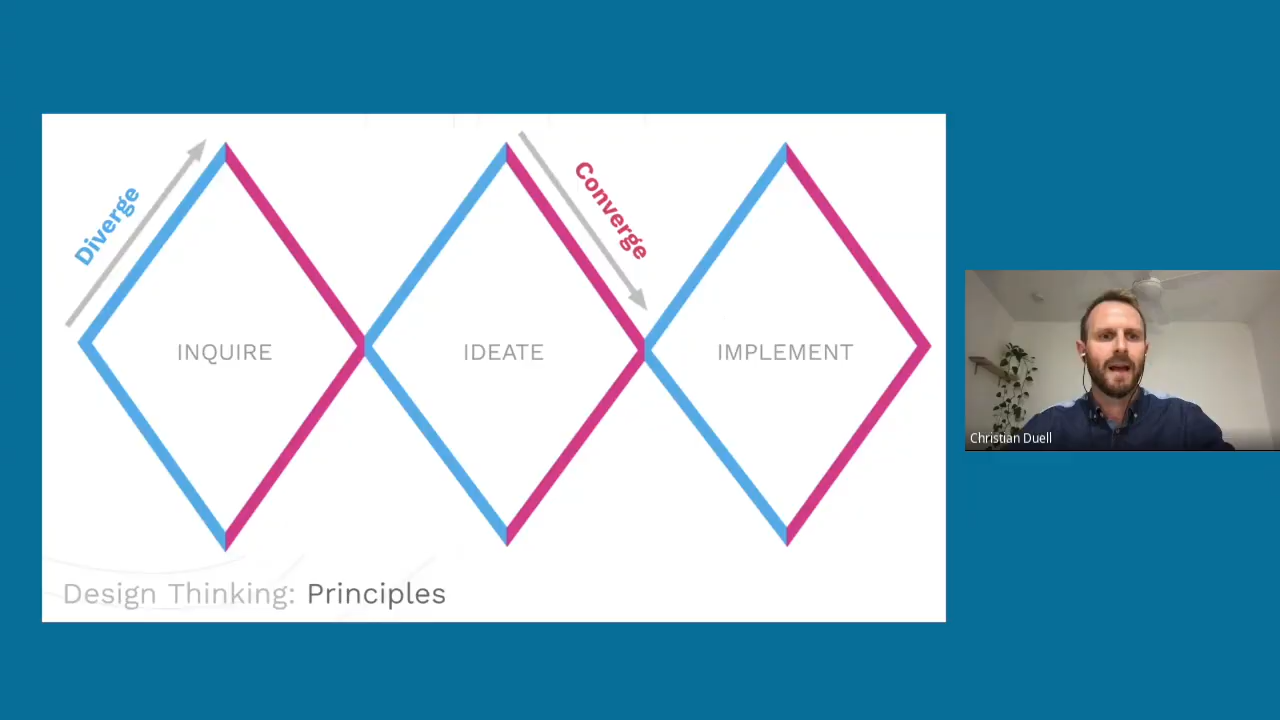 Diverge
Converge
INQUIRE
IDEATE
IMPLEMENT
Christian Duell
Design Thinking: Principles